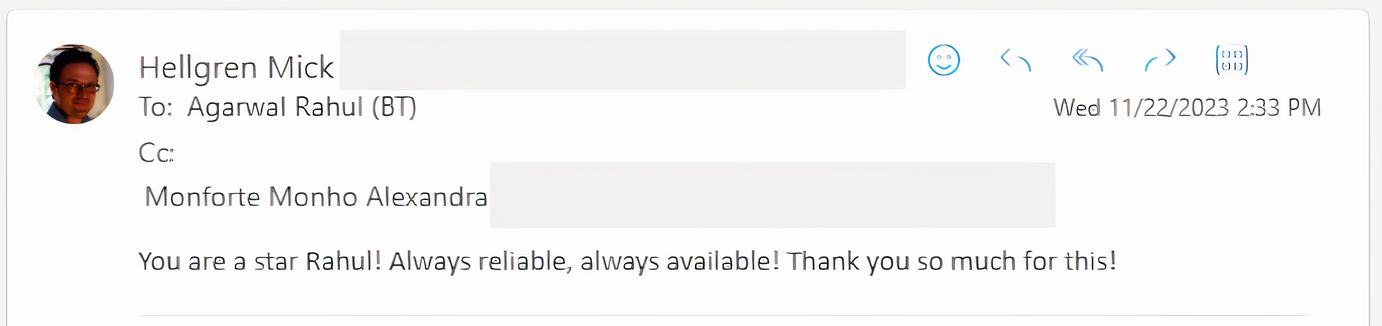 Hellgren Mick
To: Agarwal Rahul (BT)
Wed 11/22/2023 2:33 PM
Cc:
Monforte Monho Alexandra
You are a star Rahul! Always reliable, always available! Thank you so much for this!